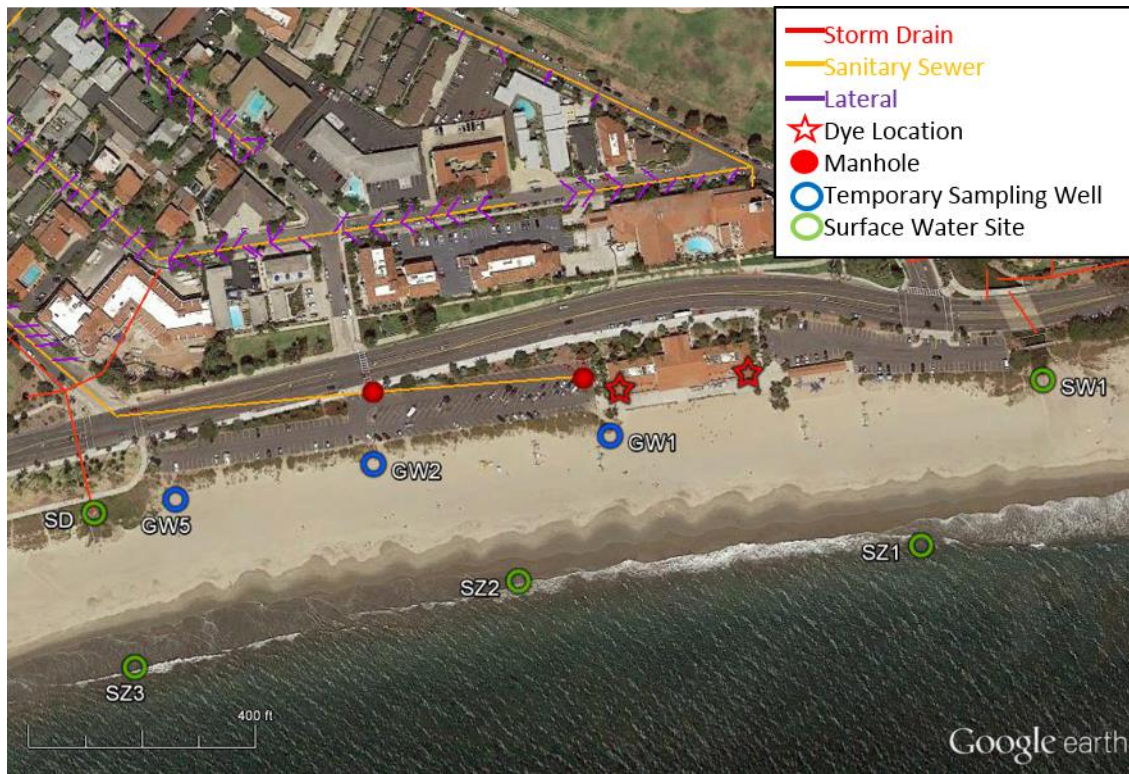 Storm Drain
Sanitary Sewer
Lateral
Dye Location
Manhole
Temporary Sampling Well
Surface Water Site
SW1
GW1
GW2
GW5
SD
SZ1
SZ2
SZ3
400 ft
Google earth